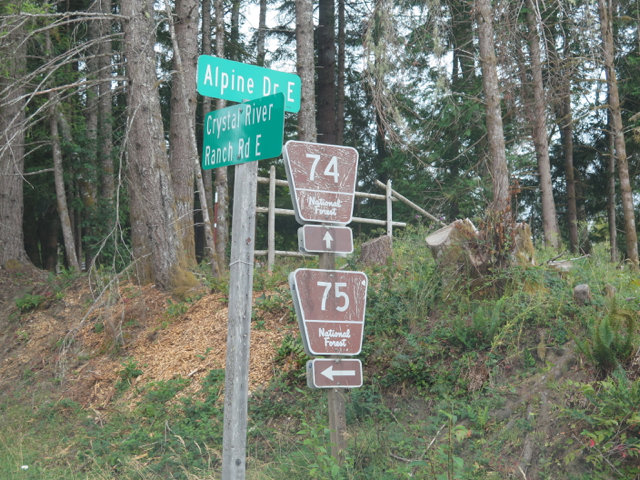 Alpine Dr E
Crystal River
Ranch Rd E
74
National
Forest
75
National
Forest